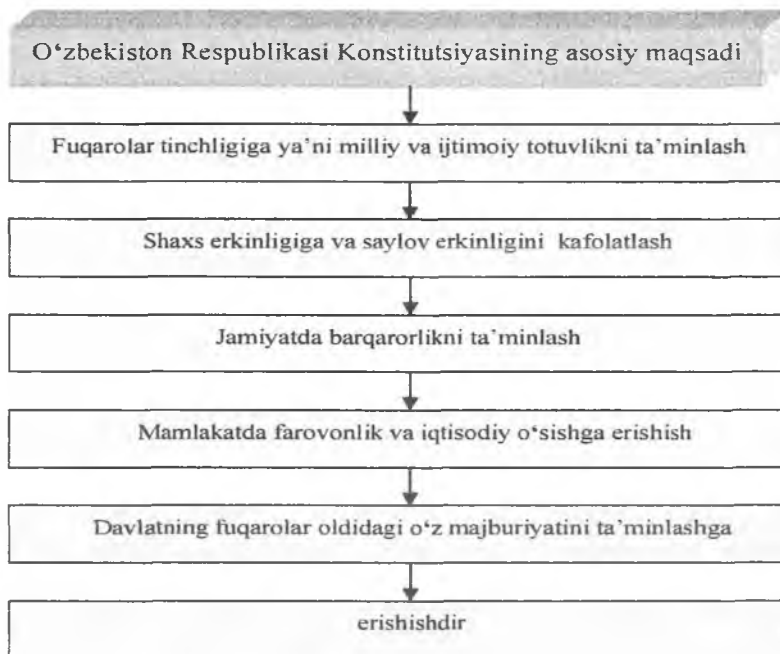 O‘zbekiston Respublikasi Konstitutsiyasining asosiy maqsadi
Fuqarolar tinchligiga ya’ni milliy va ijtimoiy totuvlikni ta’minlash
Shaxs erkinligiga va saylov erkinligini kafolatlash
Jamiyatda barqarorlikni ta’minlash
Mamlakatda farovonlik va iqtisodiy o‘sishga erishish
Davlatning fuqarolar oldidagi o‘z majburiyatini ta’minlashga
erishishdir